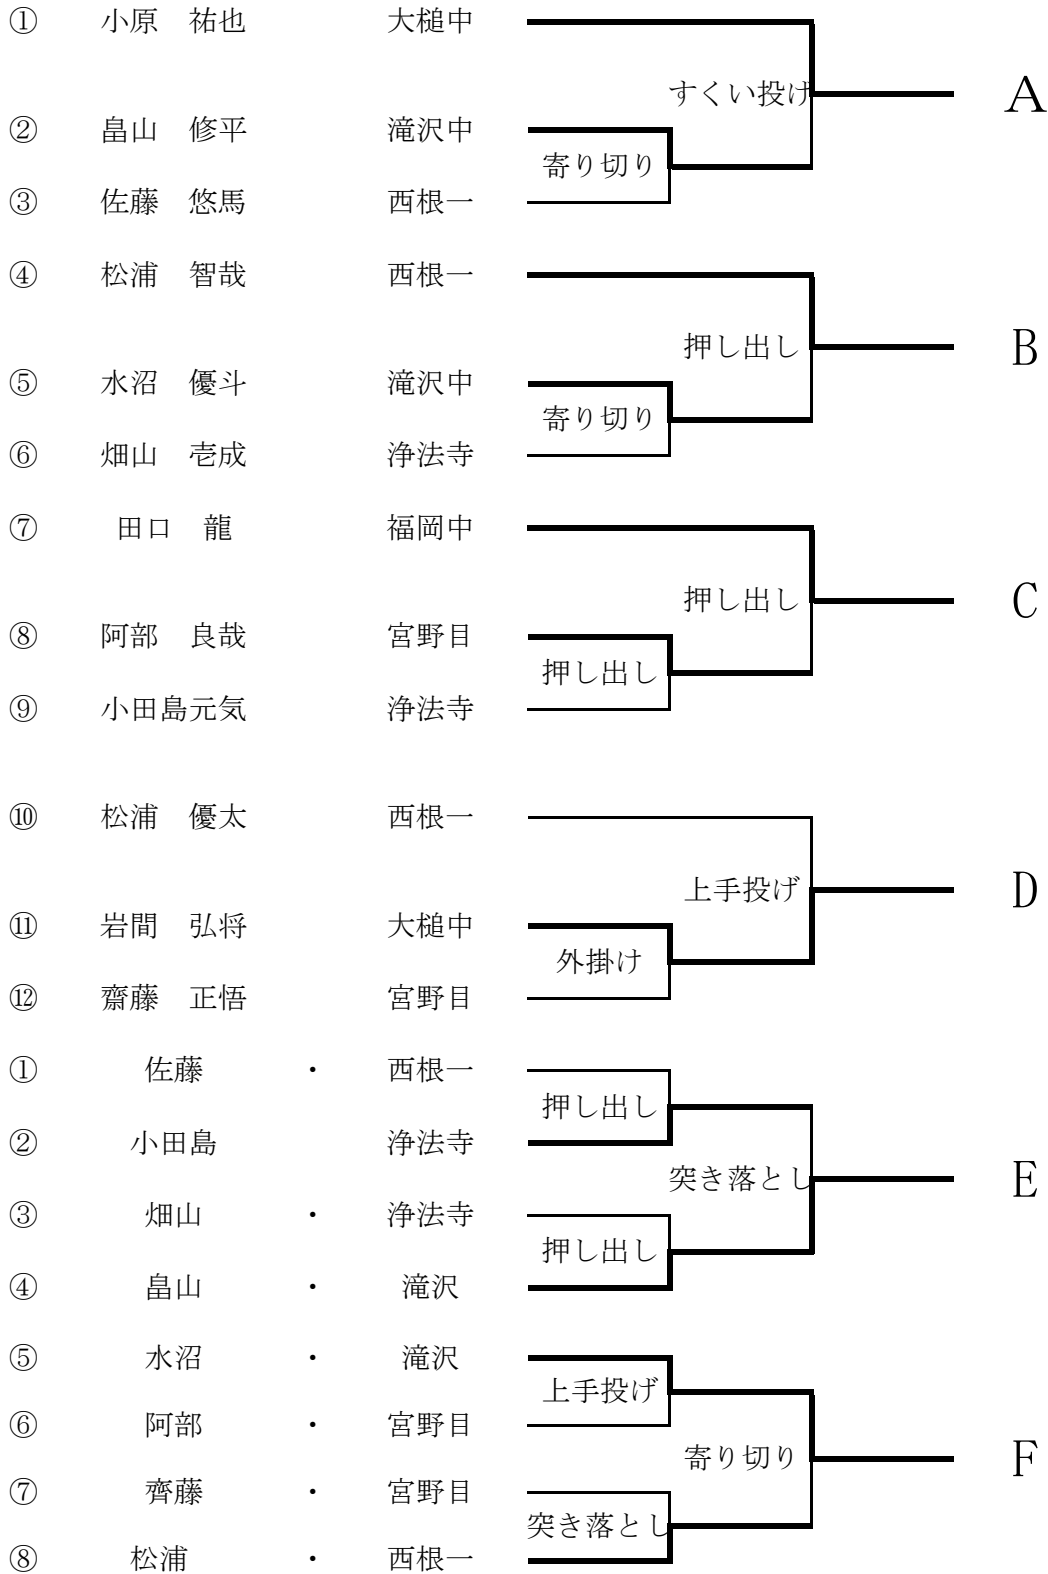 ① 小原　祐也 大槌中
すくい投げ A
② 畠山　修平 滝沢中
寄り切り
③ 佐藤　悠馬 西根一
④ 松浦　智哉 西根一
押し出し B
⑤ 水沼　優斗 滝沢中
寄り切り
⑥ 畑山　壱成 浄法寺
⑦ 田口　龍 福岡中
押し出し C
⑧ 阿部　良哉 宮野目
押し出し
⑨ 小田島元気 浄法寺
⑩ 松浦　優太 西根一
上手投げ D
⑪ 岩間　弘将 大槌中
外掛け
⑫ 齋藤　正悟 宮野目
① 佐藤 ・ 西根一
押し出し
② 小田島 浄法寺
突き落とし E
③ 畑山 ・ 浄法寺
押し出し
④ 畠山 ・ 滝沢
⑤ 水沼 ・ 滝沢
上手投げ
⑥ 阿部 ・ 宮野目
寄り切り F
⑦ 齊藤 ・ 宮野目
突き落とし
⑧ 松浦 ・ 西根一